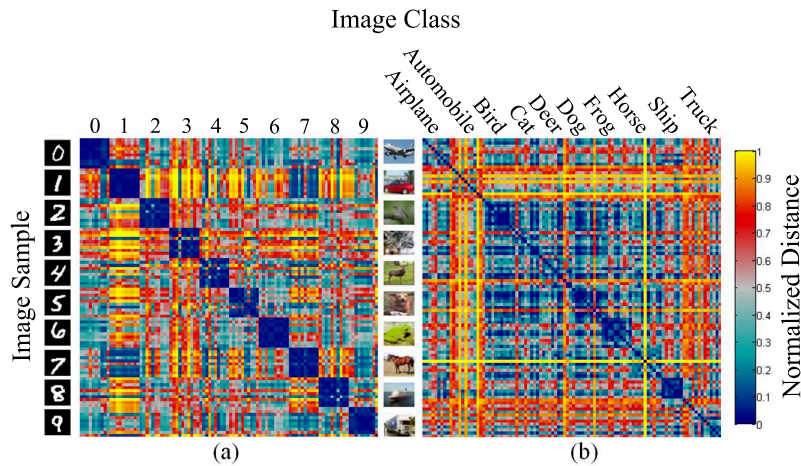 Image Class
0 1 2 3 4 5 6 7 8 9
Airplane
Automobile
Bird
Cat
Deer
Dog
Frog
Horse
Ship
Truck
Image Sample
0
1
2
3
4
5
6
7
8
9
1
0.9
0.8
0.7
0.6
0.5
0.4
0.3
0.2
0.1
0
Normalized Distance
(a)
(b)